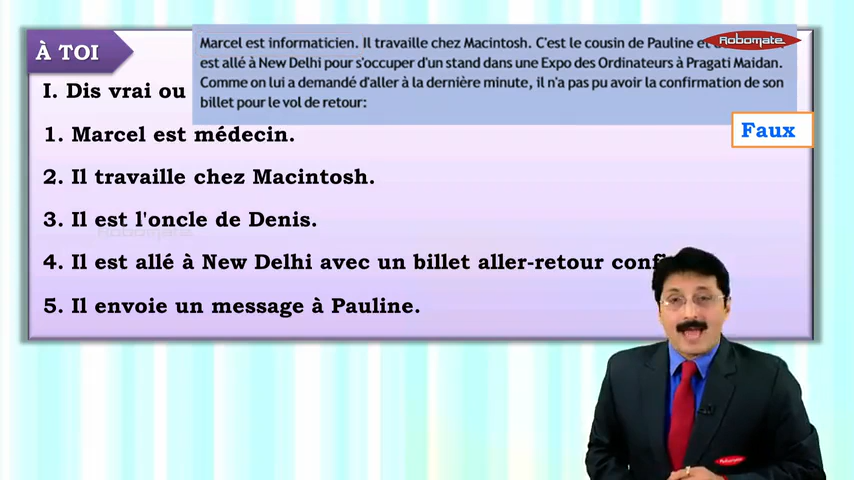 À TOI
Marcel est informaticien. Il travaille chez Macintosh. C'est le cousin de Pauline et
Robomate
est allé à New Delhi pour s'occuper d'un stand dans une Expo des Ordinateurs à Pragati Maidan.
Comme on lui a demandé d'aller à la dernière minute, il n'a pas pu avoir la confirmation de son
billet pour le vol de retour:
I. Dis vrai ou
Faux
1. Marcel est médecin.
2. Il travaille chez Macintosh.
3. Il est l'oncle de Denis.
Robomate
4. Il est allé à New Delhi avec un billet aller-retour
5. Il envoie un message à Pauline.
Robomate